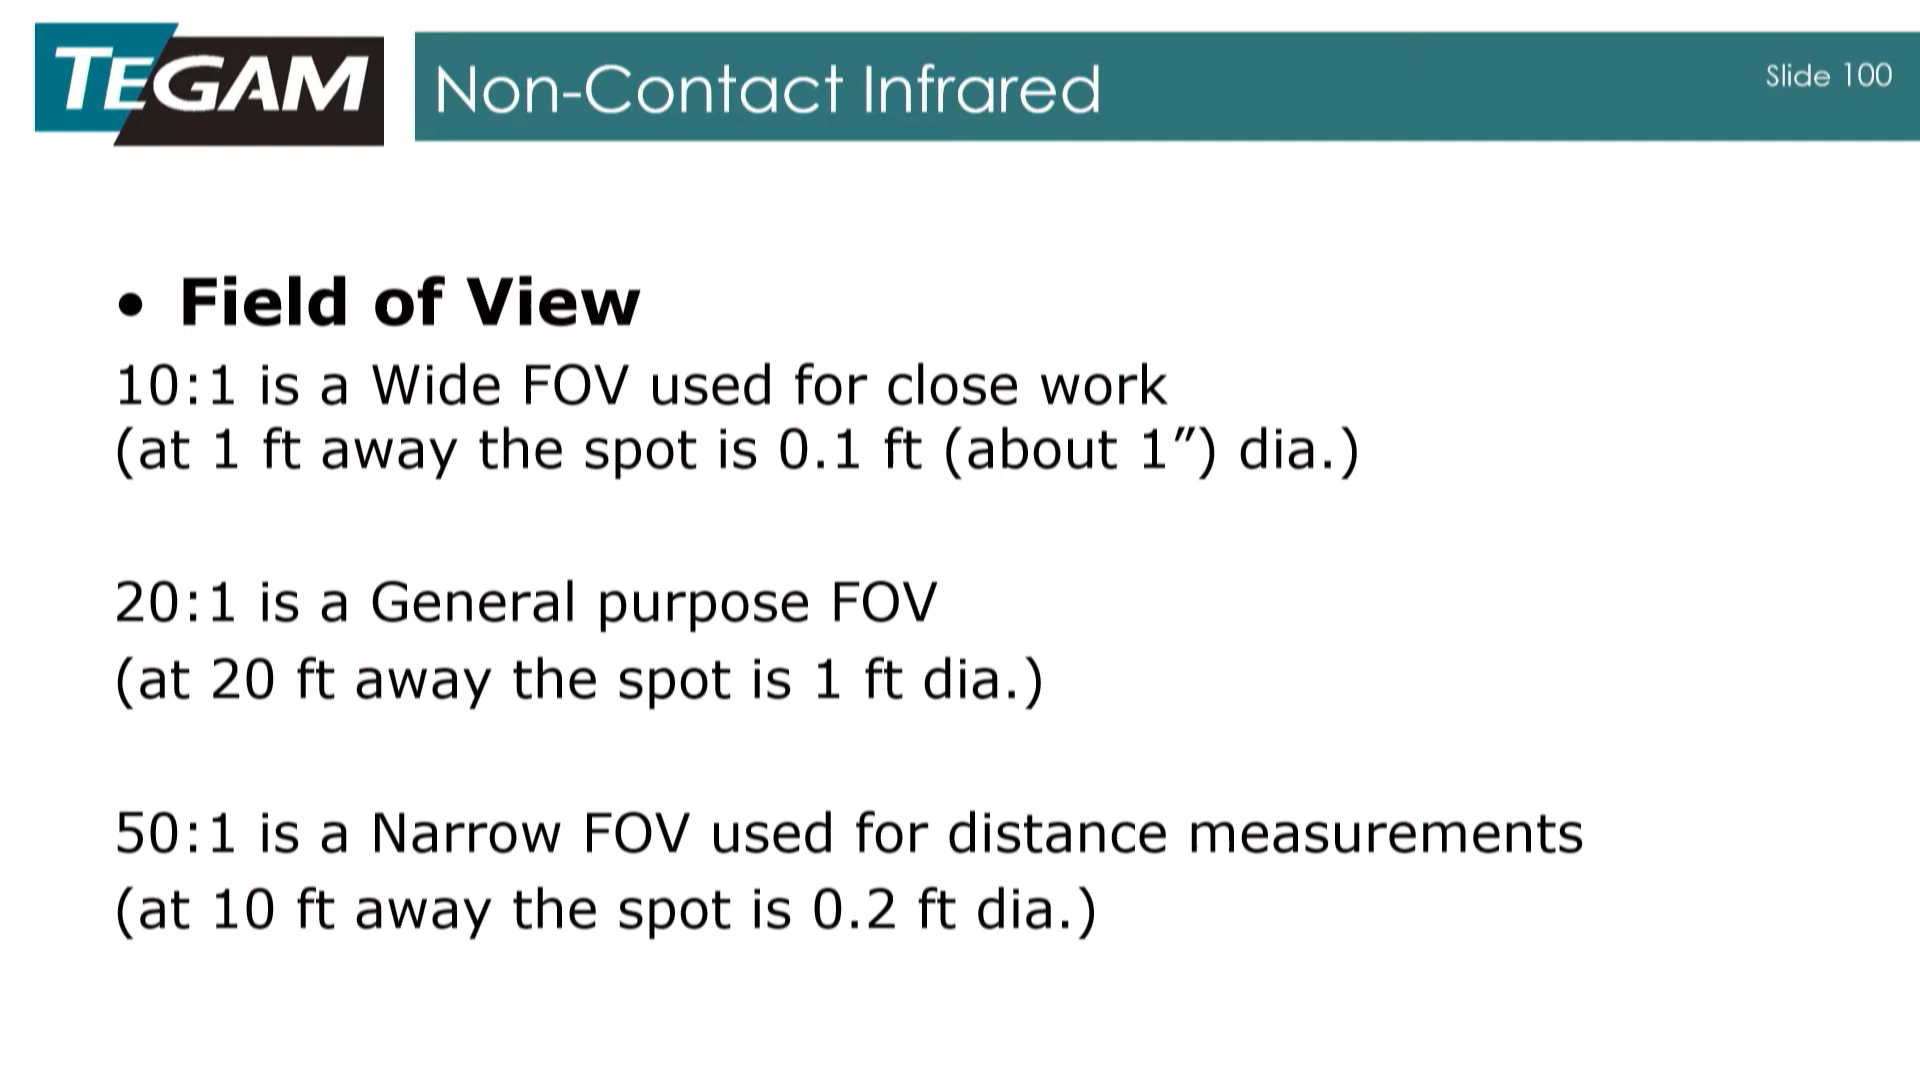 TEGAM
Non-Contact Infrared
Slide 100
• Field of View
10:1 is a Wide FOV used for close work
(at 1 ft away the spot is 0.1 ft (about 1″) dia.)
20:1 is a General purpose FOV
(at 20 ft away the spot is 1 ft dia.)
50:1 is a Narrow FOV used for distance measurements
(at 10 ft away the spot is 0.2 ft dia.)